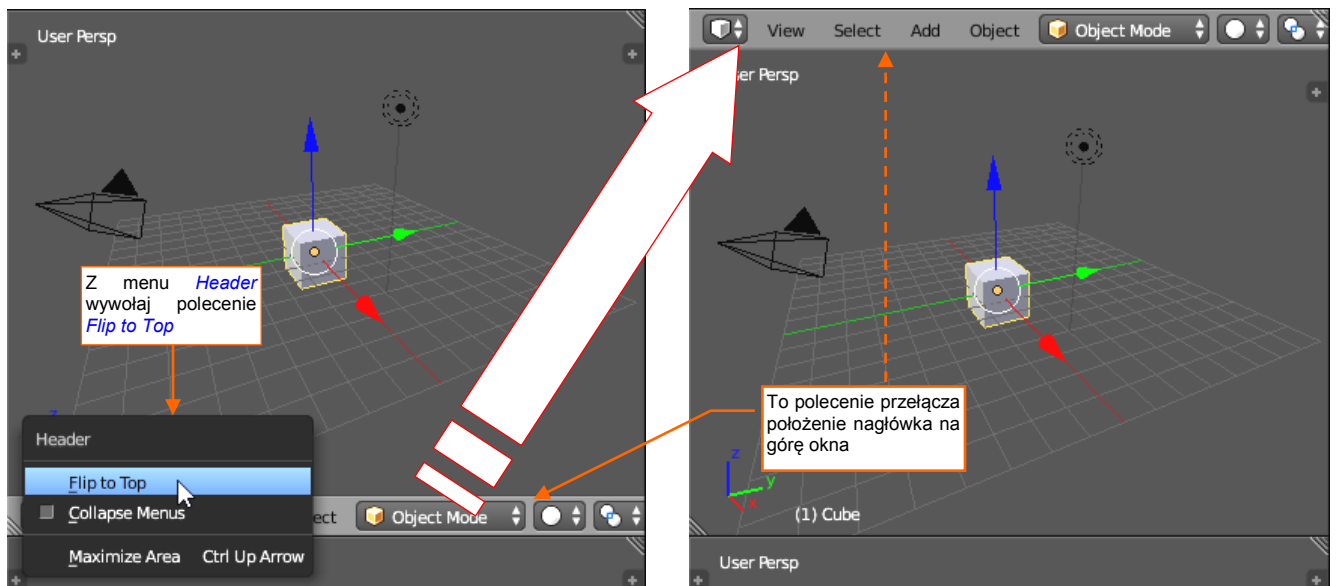 User Persp
Z menu Header
wywołaj polecenie
Flip to Top
z
Header
Flip to Top
Collapse Menus
Maximize Area Ctrl Up Arrow
ect Object Mode
View Select Add Object Object Mode
ser Persp
To polecenie przełącza
położenie nagłówka na
górę okna
z
y
x
(1) Cube
User Persp